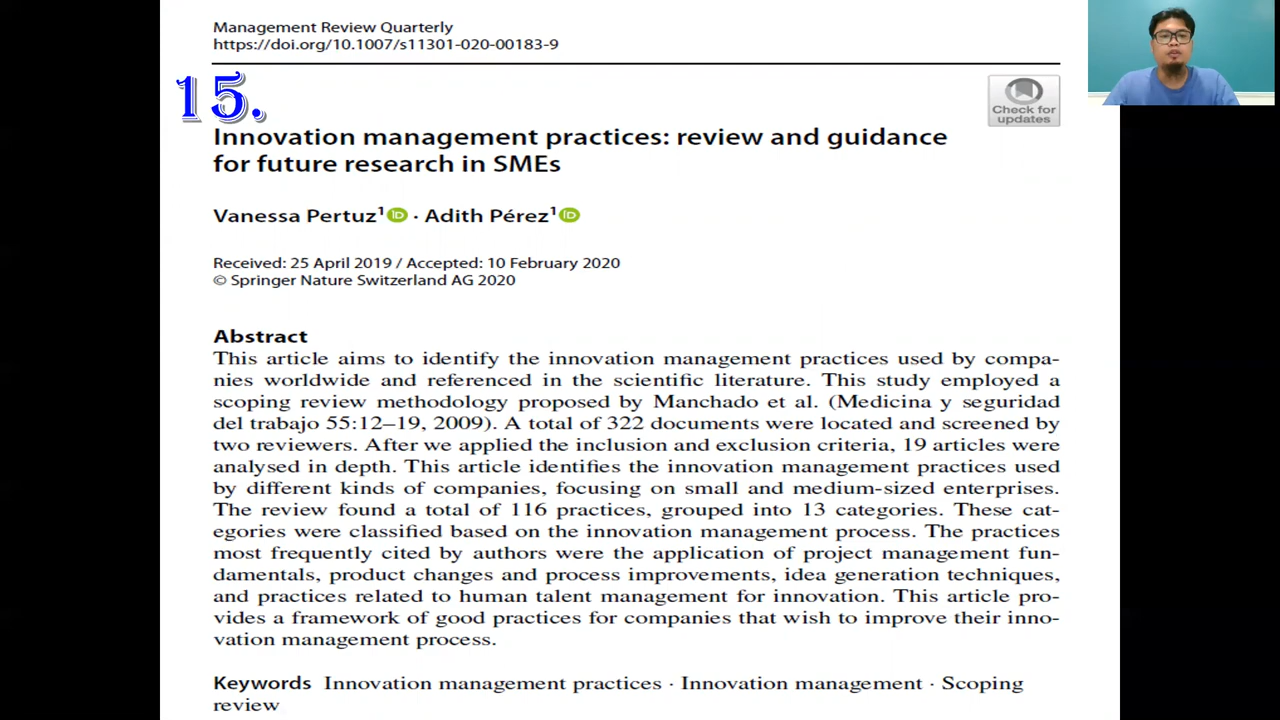 Management Review Quarterly
https://doi.org/10.1007/s11301-020-00183-9
15.
Check for
updates
Innovation management practices: review and guidance
for future research in SMEs
Vanessa Pertuz¹ iD · Adith Pérez¹ iD
Received: 25 April 2019 / Accepted: 10 February 2020
© Springer Nature Switzerland AG 2020
Abstract
This article aims to identify the innovation management practices used by compa-
nies worldwide and referenced in the scientific literature. This study employed a
scoping review methodology proposed by Manchado et al. (Medicina y seguridad
del trabajo 55:12–19, 2009). A total of 322 documents were located and screened by
two reviewers. After we applied the inclusion and exclusion criteria, 19 articles were
analysed in depth. This article identifies the innovation management practices used
by different kinds of companies, focusing on small and medium-sized enterprises.
The review found a total of 116 practices, grouped into 13 categories. These cat-
egories were classified based on the innovation management process. The practices
most frequently cited by authors were the application of project management fun-
damentals, product changes and process improvements, idea generation techniques,
and practices related to human talent management for innovation. This article pro-
vides a framework of good practices for companies that wish to improve their inno-
vation management process.
Keywords Innovation management practices · Innovation management · Scoping
review